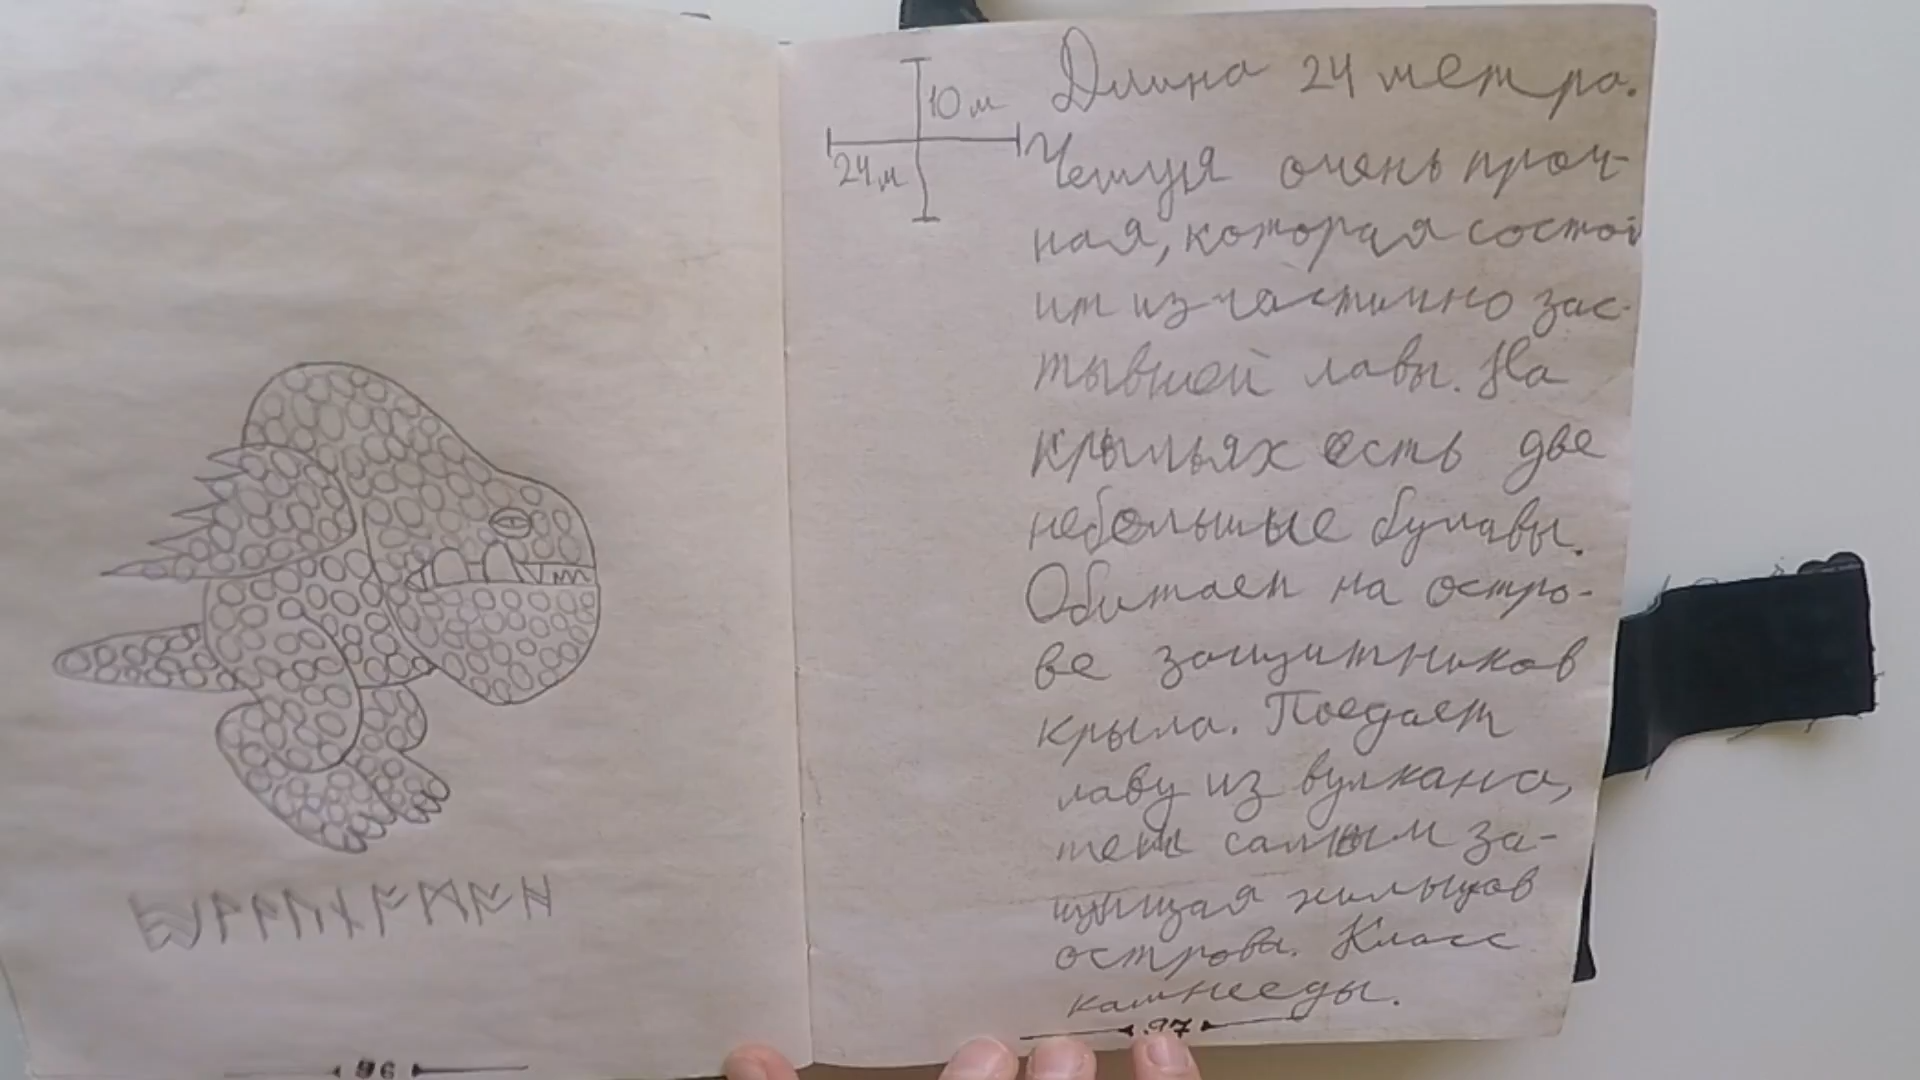 10 м
24 м
Длина 24 метра.
Чешуя очень проч-
ная, которая состо
ит из частично зас-
тывшей лавы. На
крыльях есть две
небольшие булавы.
Обитает на остро-
ве защитников
крыла. Поедает
лаву из вулкана,
тем самым за-
щищая жильцов
острова. Класс
камнееды.
96
97